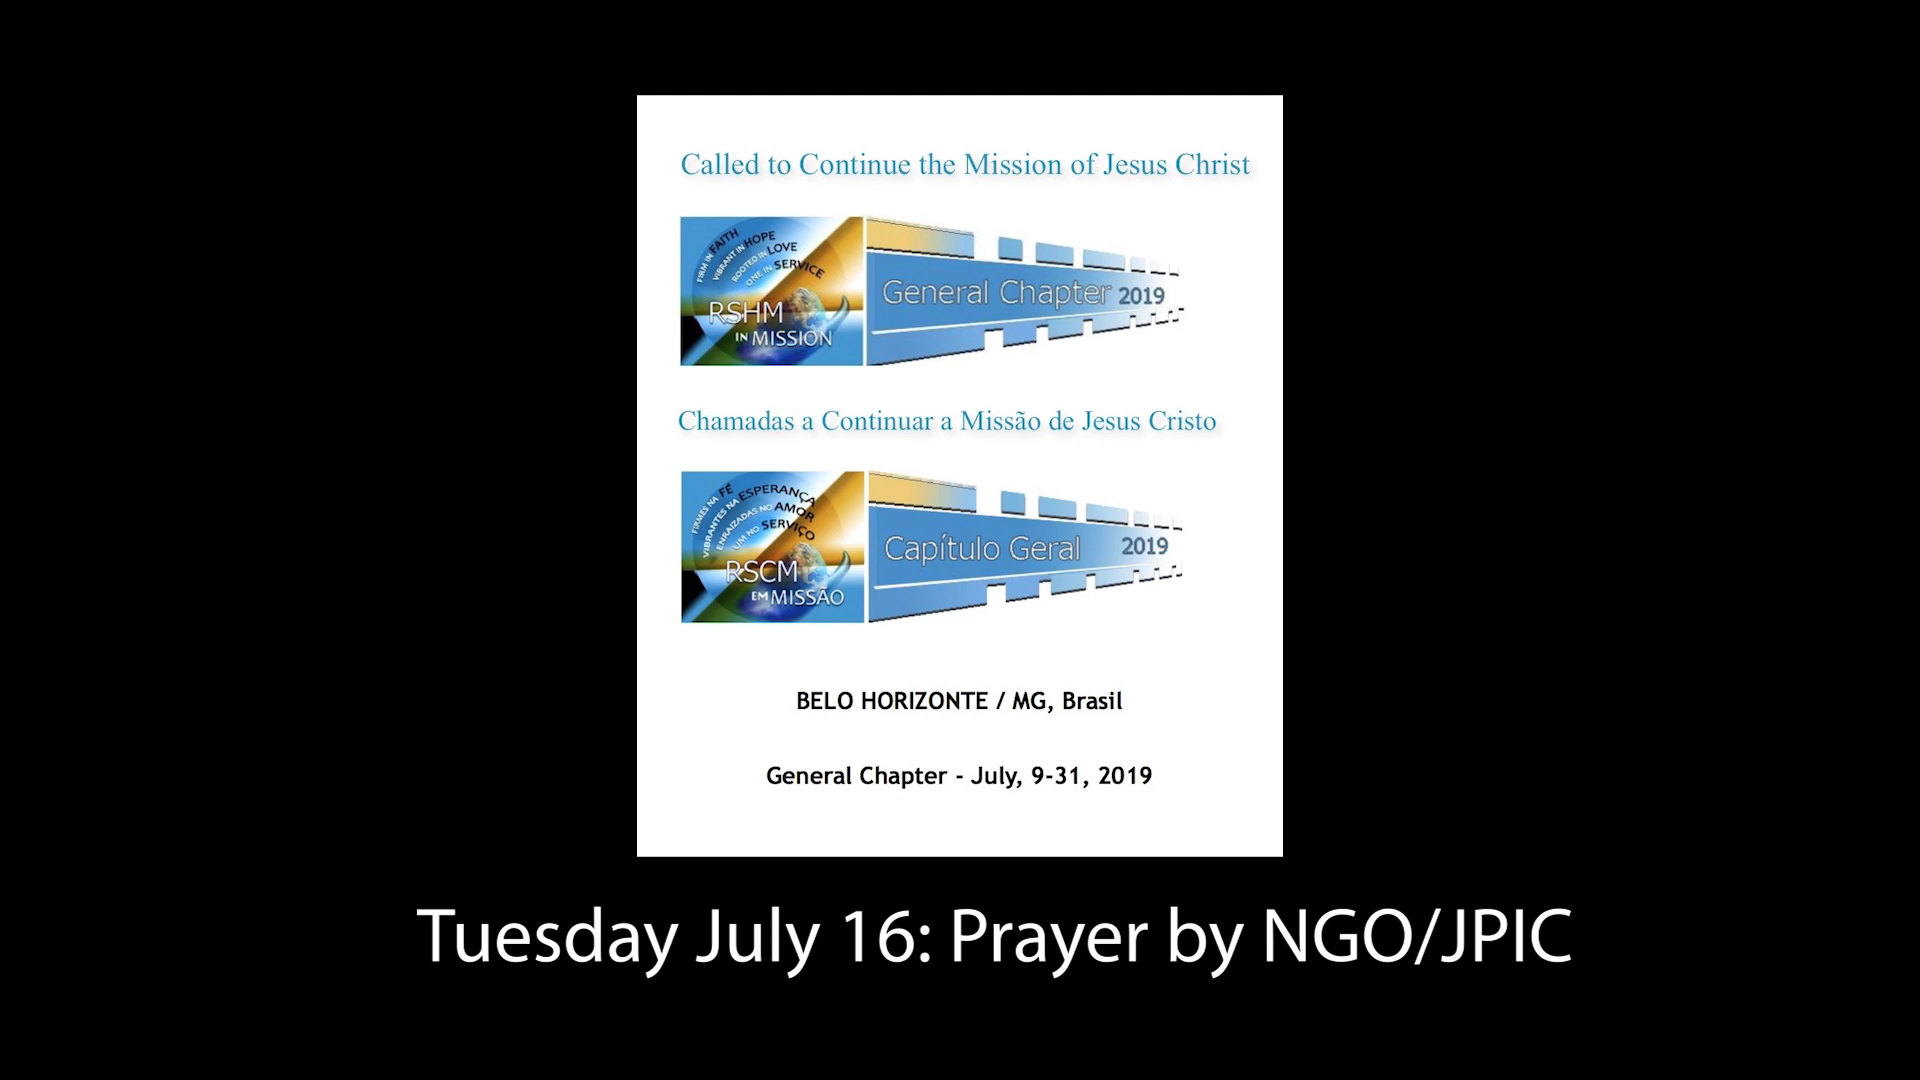 Called to Continue the Mission of Jesus Christ
FIRM IN FAITH
VIBRANT IN HOPE
ROOTED IN LOVE
ONE IN SERVICE
RSHM
IN MISSION
General Chapter 2019
Chamadas a Continuar a Missão de Jesus Cristo
FIRMES NA FÉ
VIBRANTES NA ESPERANÇA
ENRAIZADAS NO AMOR
UM NO SERVIÇO
RSCM
EM MISSÃO
Capítulo Geral 2019
BELO HORIZONTE / MG, Brasil
General Chapter - July, 9-31, 2019
Tuesday July 16: Prayer by NGO/JPIC